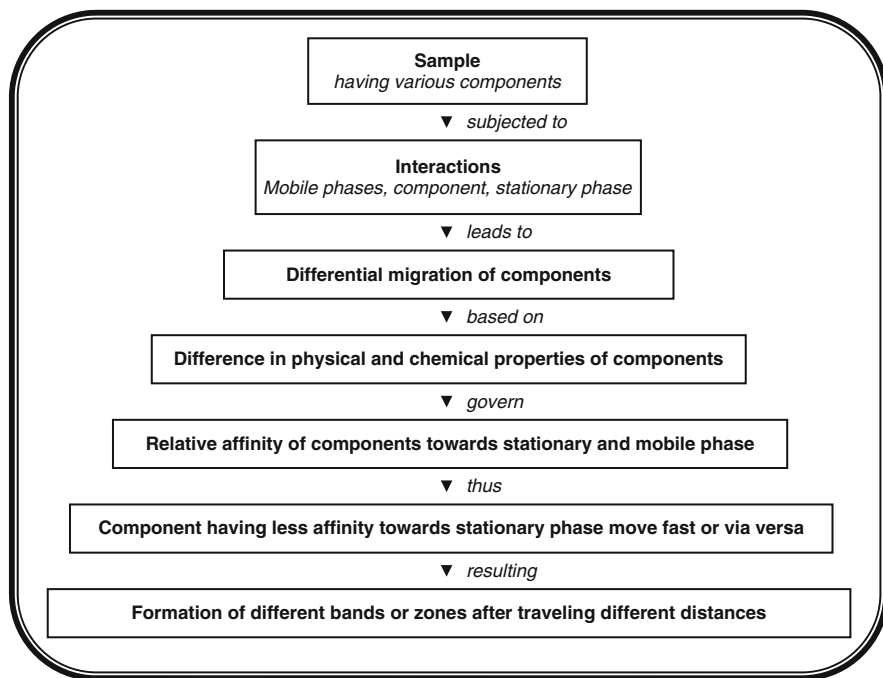 Sample
having various components
▼ subjected to
Interactions
Mobile phases, component, stationary phase
▼ leads to
Differential migration of components
▼ based on
Difference in physical and chemical properties of components
▼ govern
Relative affinity of components towards stationary and mobile phase
▼ thus
Component having less affinity towards stationary phase move fast or via versa
▼ resulting
Formation of different bands or zones after traveling different distances